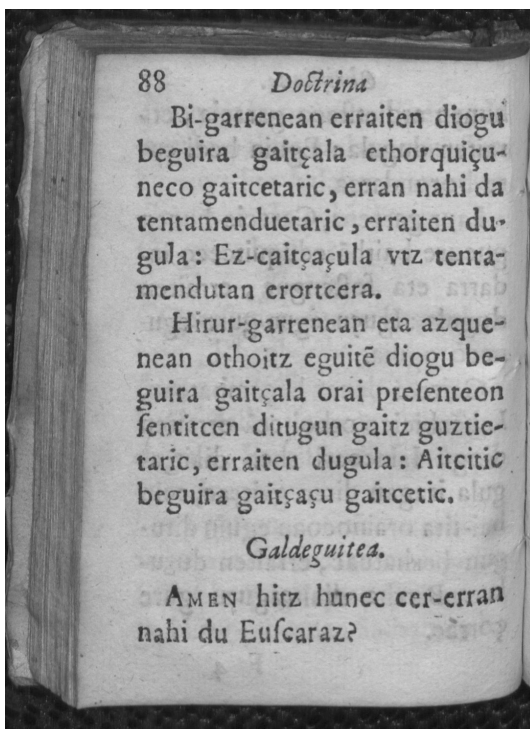 88 Doctrina
Bi-garrenean erraiten diogu
beguira gaitçala ethorquiçu-
neco gaitcetaric, erran nahi da
tentamenduetaric, erraiten du-
gula : Ez-caitçaçula vtz tenta-
mendutan erortcera.
Hirur-garrenean eta azque-
nean othoitz eguitē diogu be-
guira gaitçala orai preſenteon
ſentitcen ditugun gaitz guztie-
taric, erraiten dugula : Aitcitic
beguira gaitçaçu gaitcetic.
Galdeguitea.
AMEN hitz hunec cer-erran
nahi du Euſcaraz?